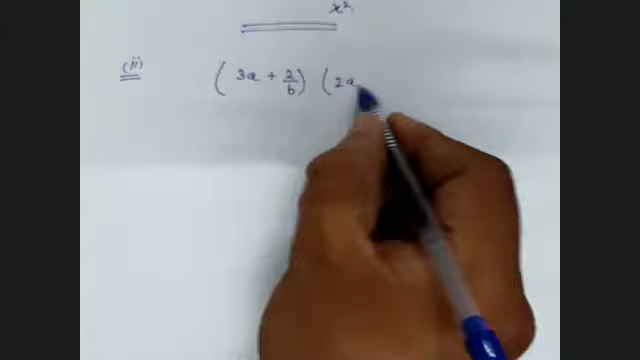 x²
(ii) (3a + 2/b) (2a